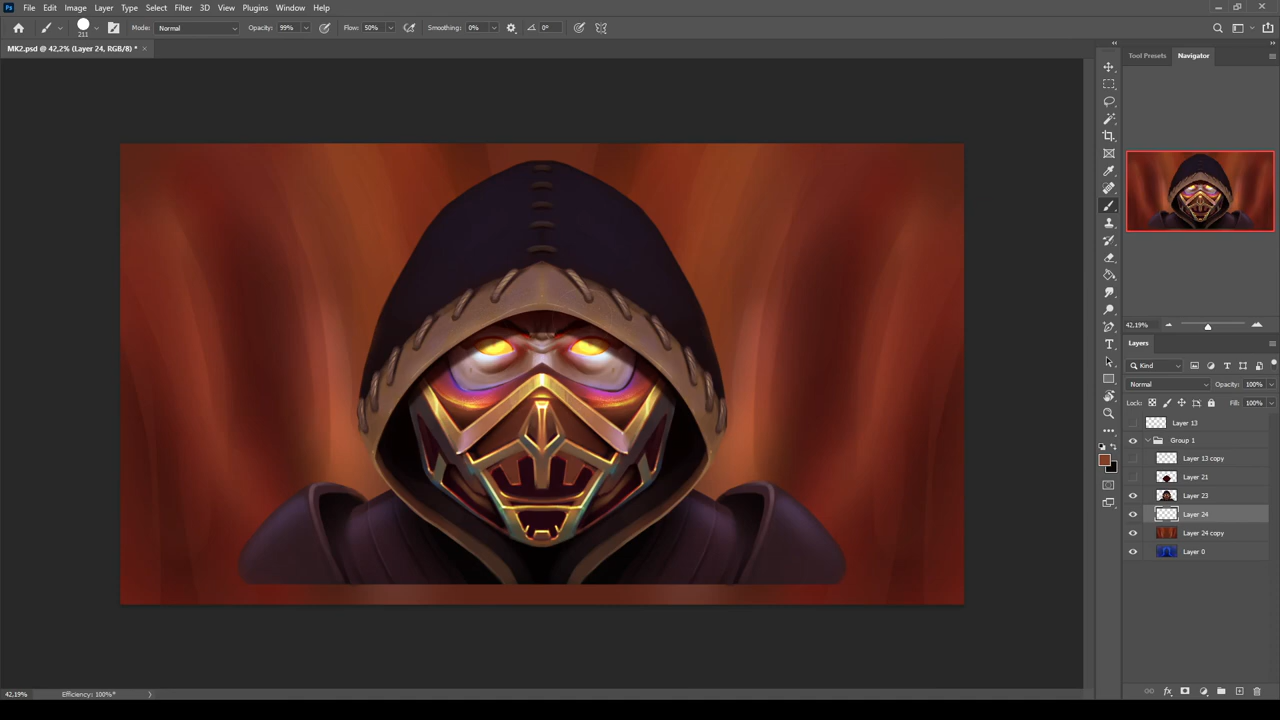 Ps File Edit Image Layer Type Select Filter 3D View Plugins Window Help
211 Mode: Normal Opacity: 99% Flow: 50% Smoothing: 0% 0°
MK2.psd @ 42,2% (Layer 24, RGB/8) * ×
Tool Presets Navigator
42,19%
Layers
Kind
Normal Opacity: 100%
Lock: Fill: 100%
Layer 13
Group 1
Layer 13 copy
Layer 21
Layer 23
Layer 24
Layer 24 copy
Layer 0
42,19% Efficiency: 100%*